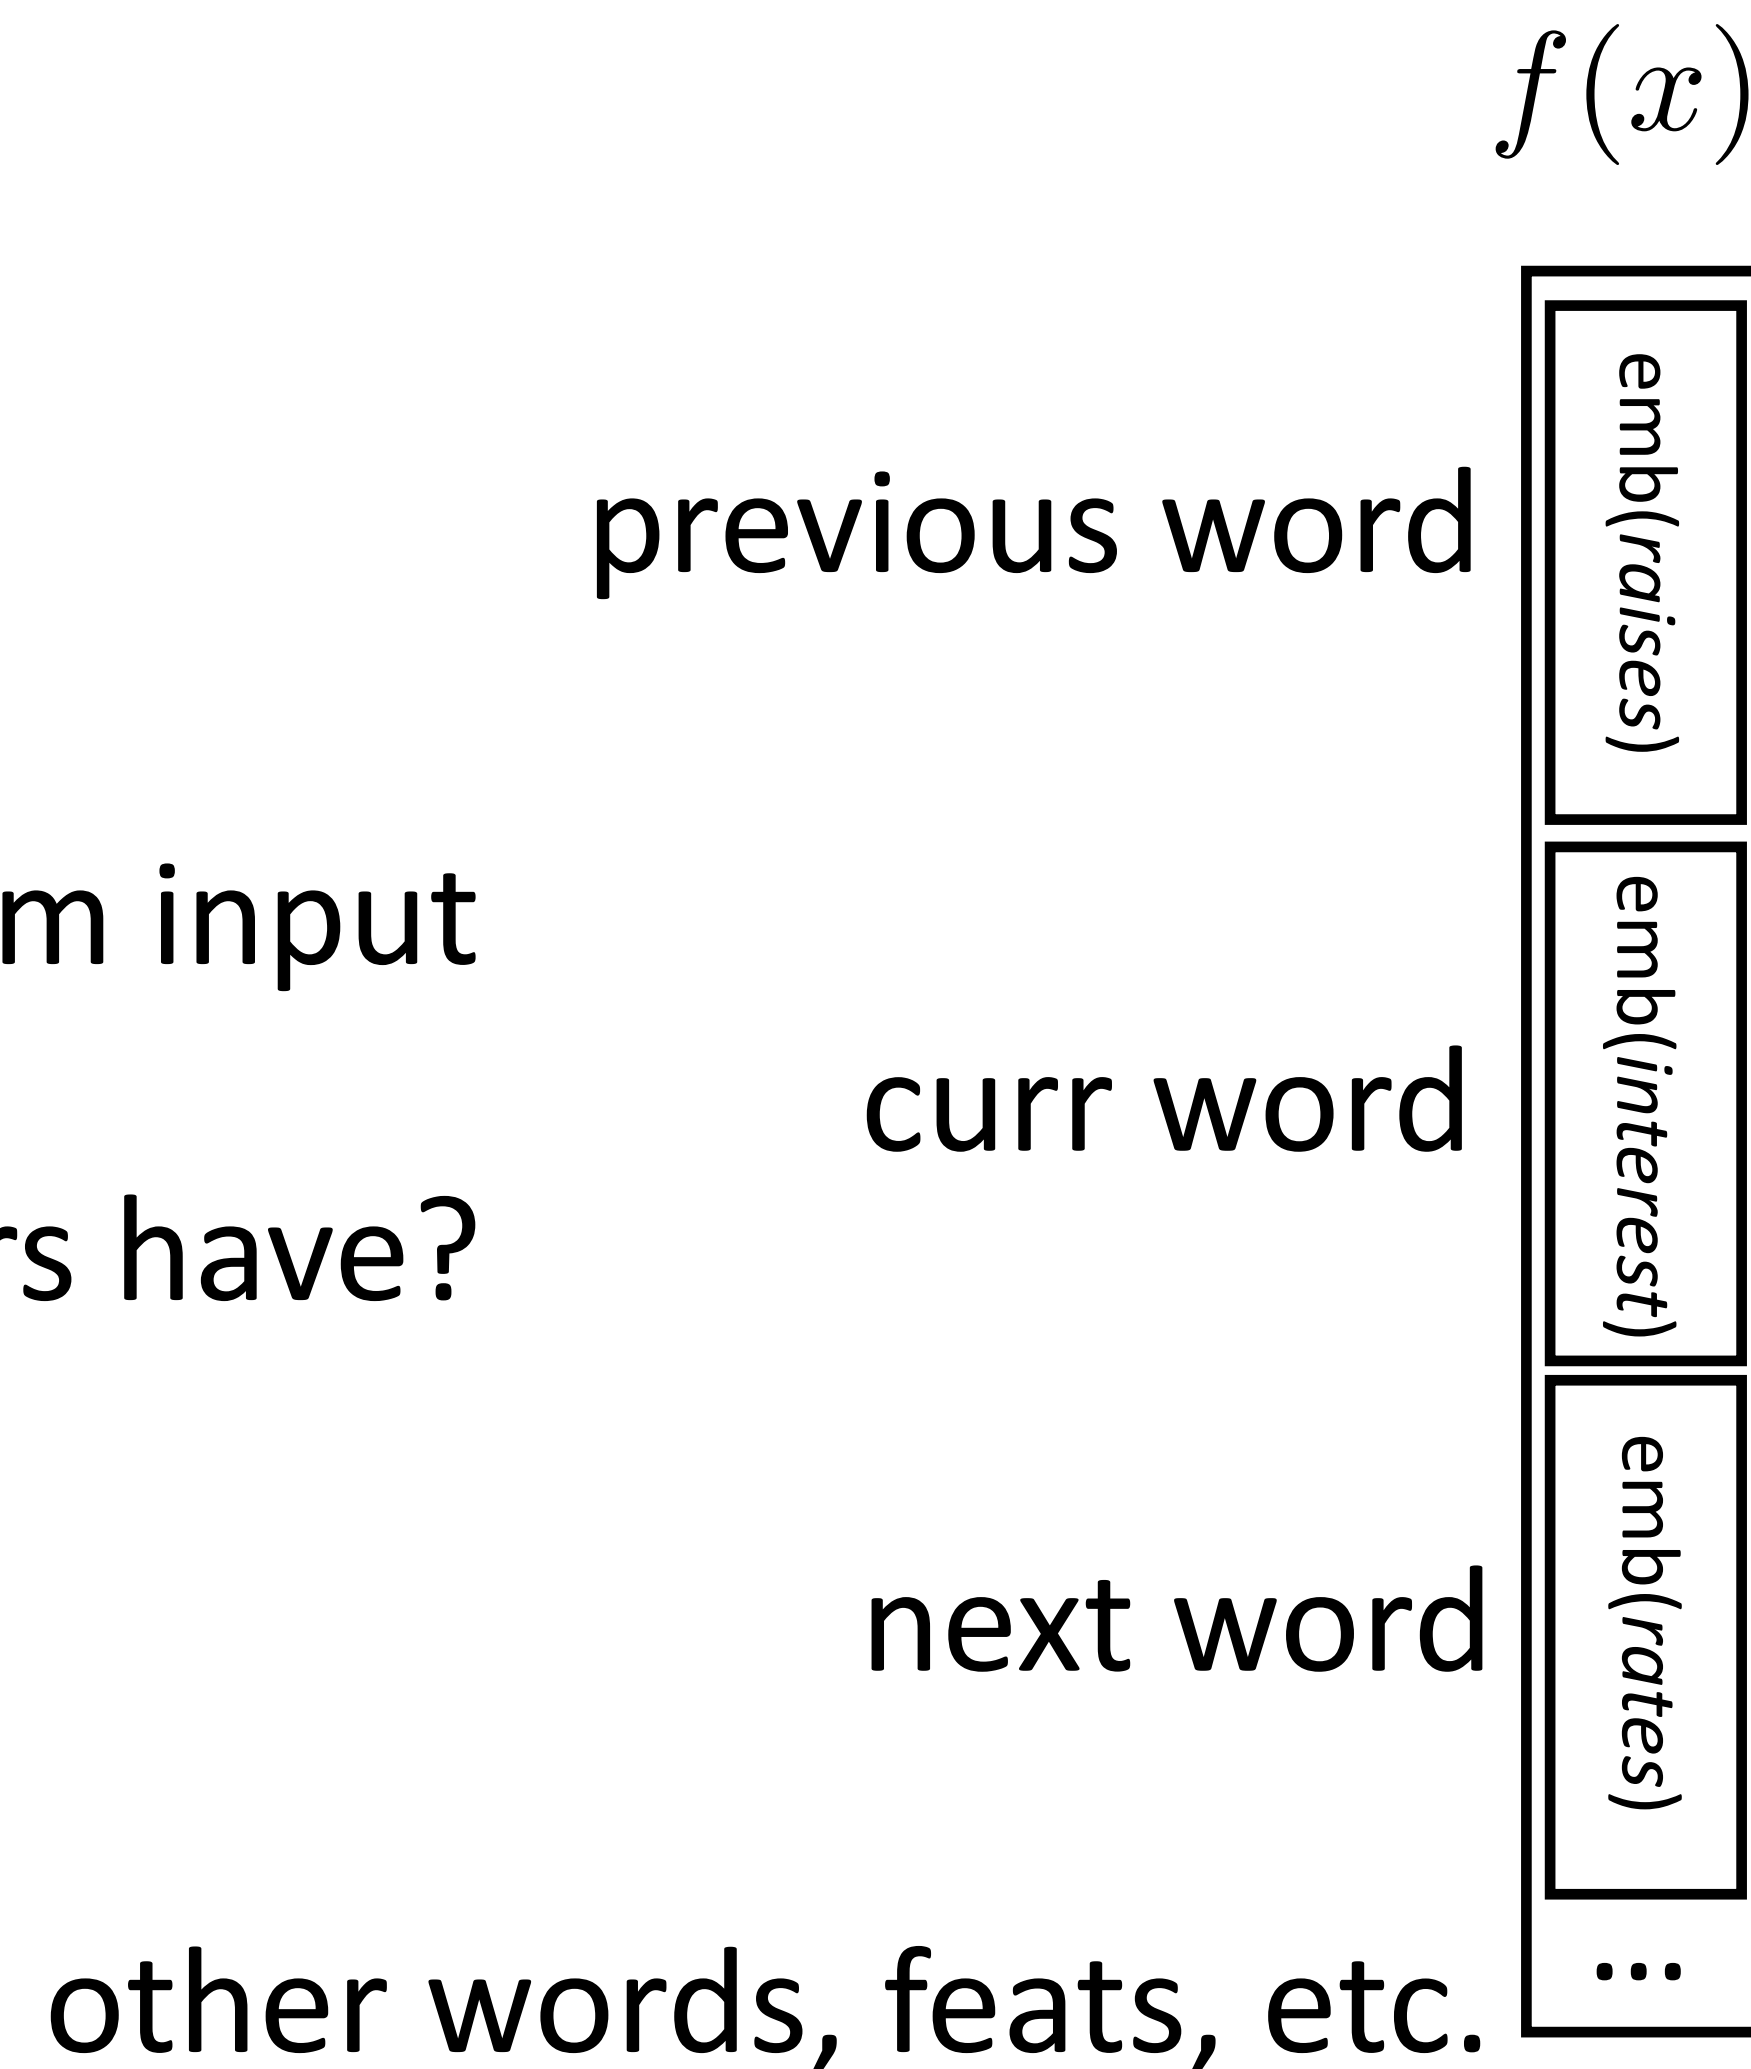 f(x)
previous word
emb(raises)
m input
curr word
emb(interest)
rs have?
next word
emb(rates)
other words, feats, etc.
...